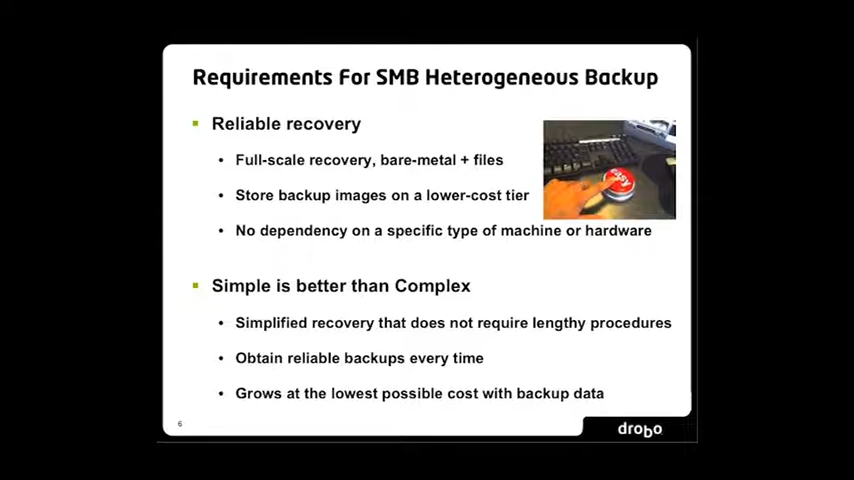 Requirements For SMB Heterogeneous Backup
Reliable recovery
Full-scale recovery, bare-metal + files
easy
Store backup images on a lower-cost tier
No dependency on a specific type of machine or hardware
Simple is better than Complex
Simplified recovery that does not require lengthy procedures
Obtain reliable backups every time
Grows at the lowest possible cost with backup data
6
drobo